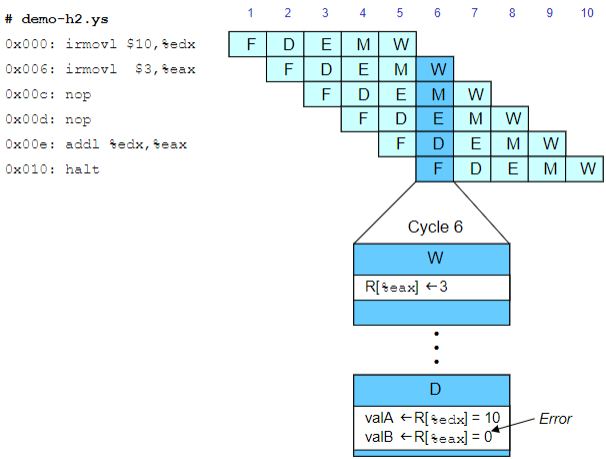 # demo-h2.ys 1 2 3 4 5 6 7 8 9 10
0x000: irmovl $10,%edx F D E M W
0x006: irmovl $3,%eax F D E M W
0x00c: nop F D E M W
0x00d: nop F D E M W
0x00e: addl %edx,%eax F D E M W
0x010: halt F D E M W
Cycle 6
W
R[%eax] ←3
D
valA ←R[%edx] = 10 Error
valB ←R[%eax] = 0